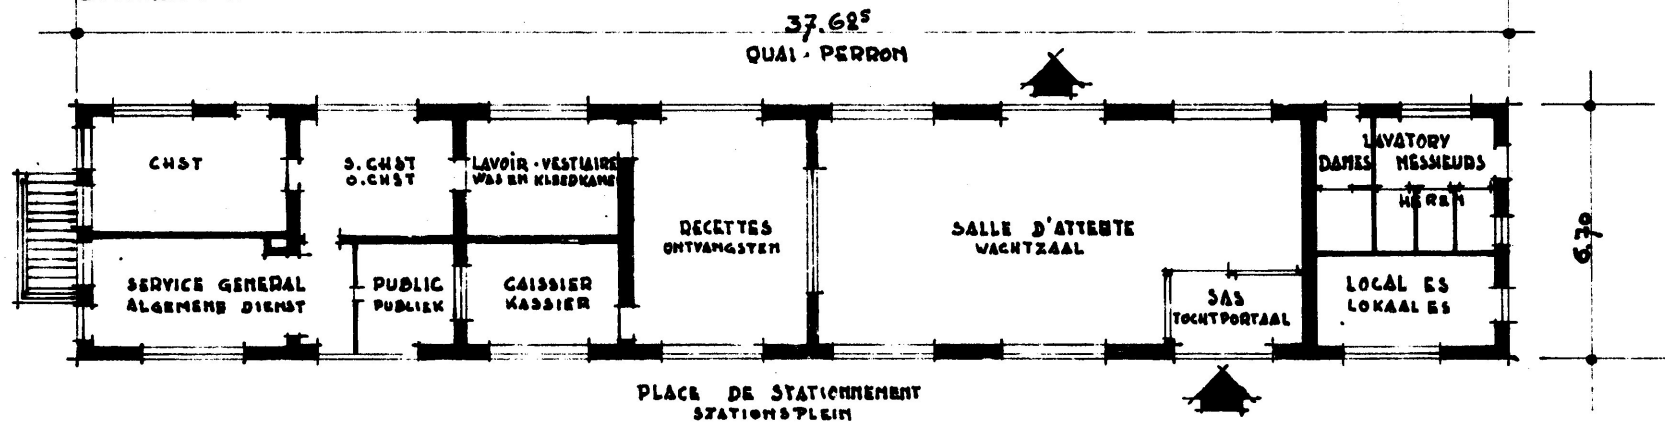 37.68⁵
QUAI - PERRON
CHST
S.CHST
O.CHST
LAVOIR - VESTIAIRE
WAS EN KLEEDKAMER
RECETTES
ONTVANGSTEN
SALLE D'ATTENTE
WACHTZAAL
LAVATORY
DAMES MESSIEURS
HEREN
SERVICE GENERAL
ALGEMENE DIENST
PUBLIC
PUBLIEK
CAISSIER
KASSIER
SAS
TOCHTPORTAAL
LOCAL ES
LOKAAL ES
6.70
PLACE DE STATIONNEMENT
STATIONSPLEIN